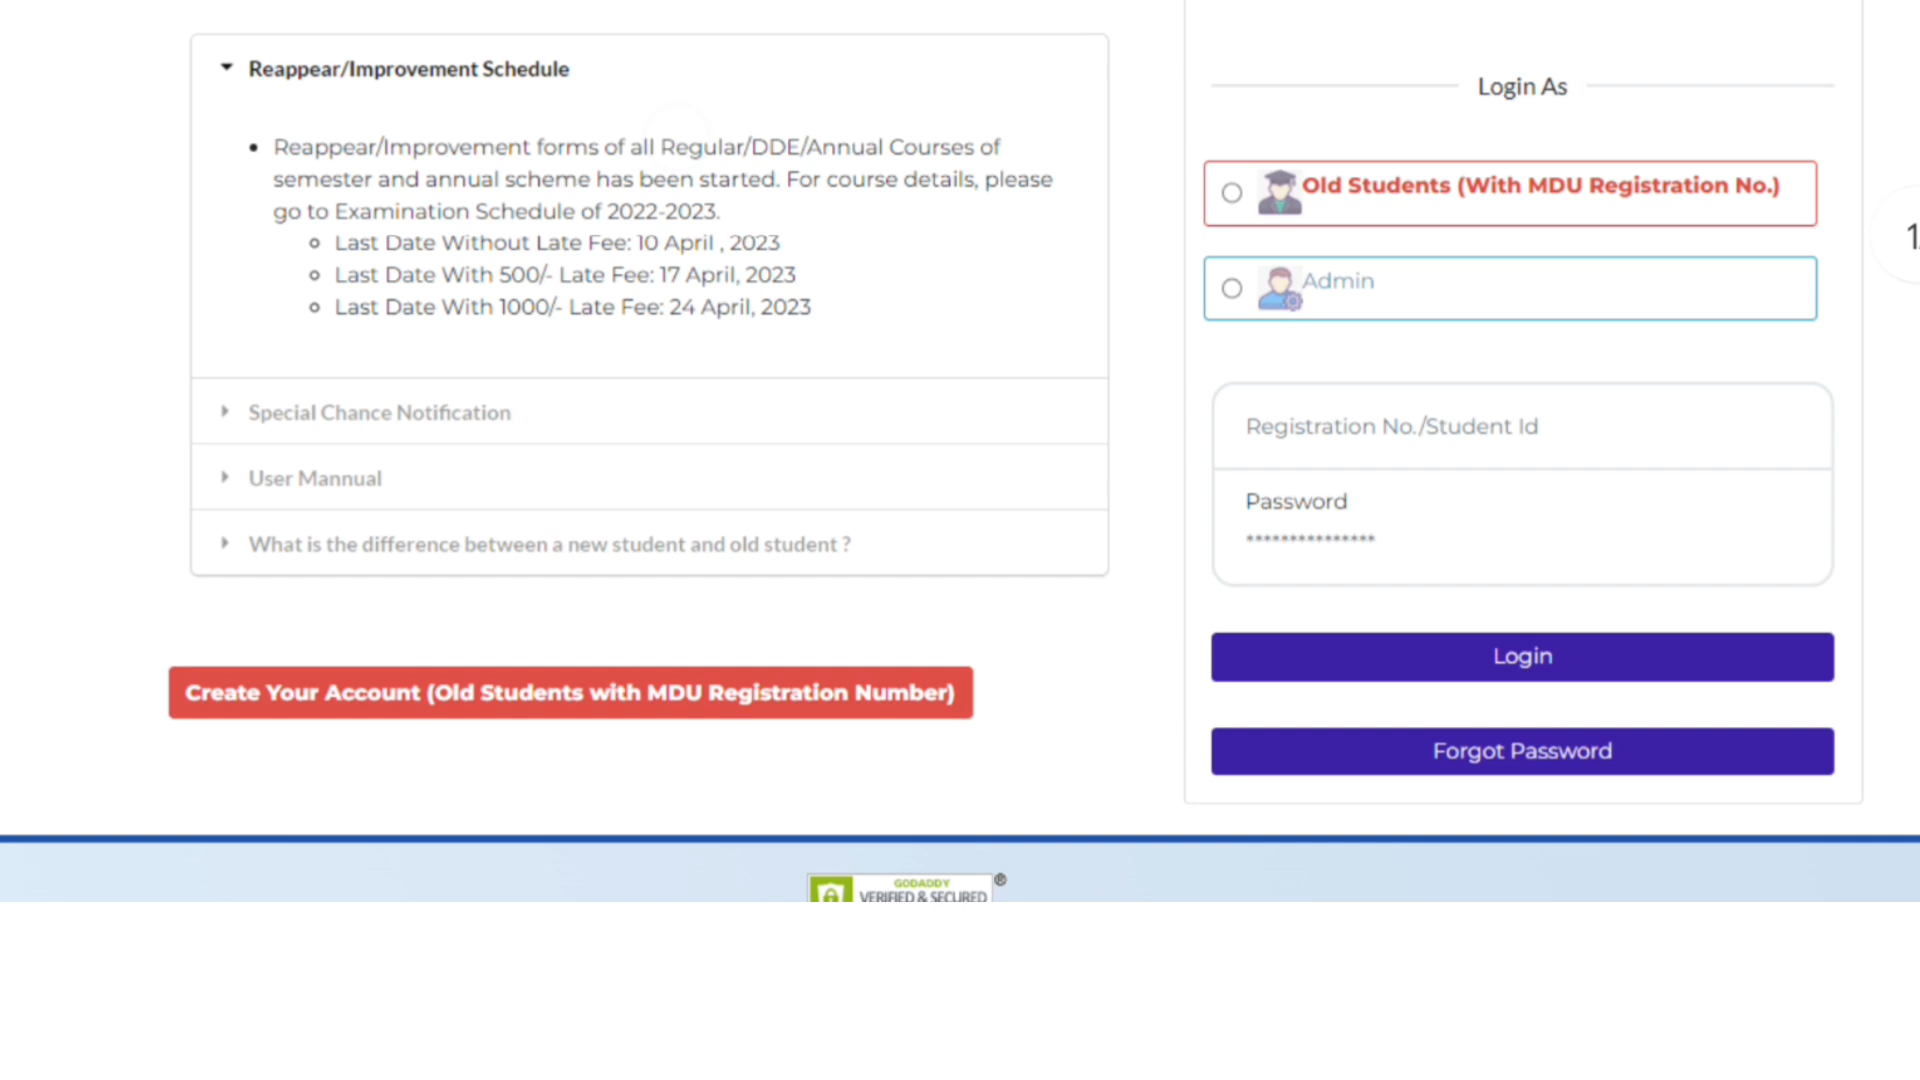 Reappear/Improvement Schedule
Reappear/Improvement forms of all Regular/DDE/Annual Courses of
semester and annual scheme has been started. For course details, please
go to Examination Schedule of 2022-2023.
Last Date Without Late Fee: 10 April , 2023
Last Date With 500/- Late Fee: 17 April, 2023
Last Date With 1000/- Late Fee: 24 April, 2023
Special Chance Notification
User Mannual
What is the difference between a new student and old student ?
Create Your Account (Old Students with MDU Registration Number)
Login As
Old Students (With MDU Registration No.)
Admin
Registration No./Student Id
Password
***************
Login
Forgot Password
GODADDY
VERIFIED & SECURED
®